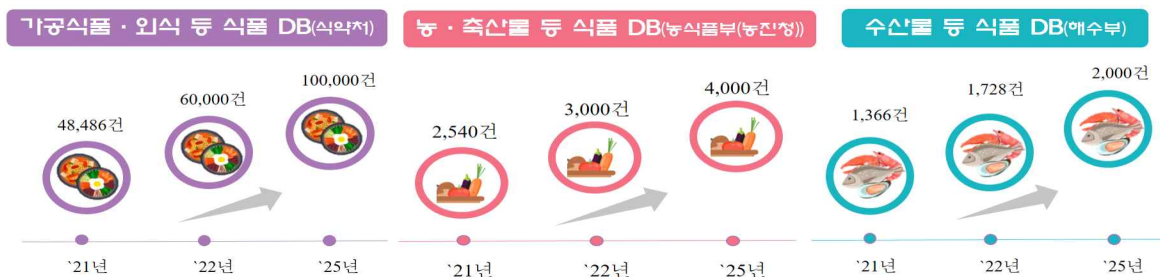 가공식품·외식 등 식품 DB(식약처)
48,486건
60,000건
100,000건
`21년
`22년
`25년
농·축산물 등 식품 DB(농식품부(농진청))
2,540건
3,000건
4,000건
`21년
`22년
`25년
수산물 등 식품 DB(해수부)
1,366건
1,728건
2,000건
`21년
`22년
`25년